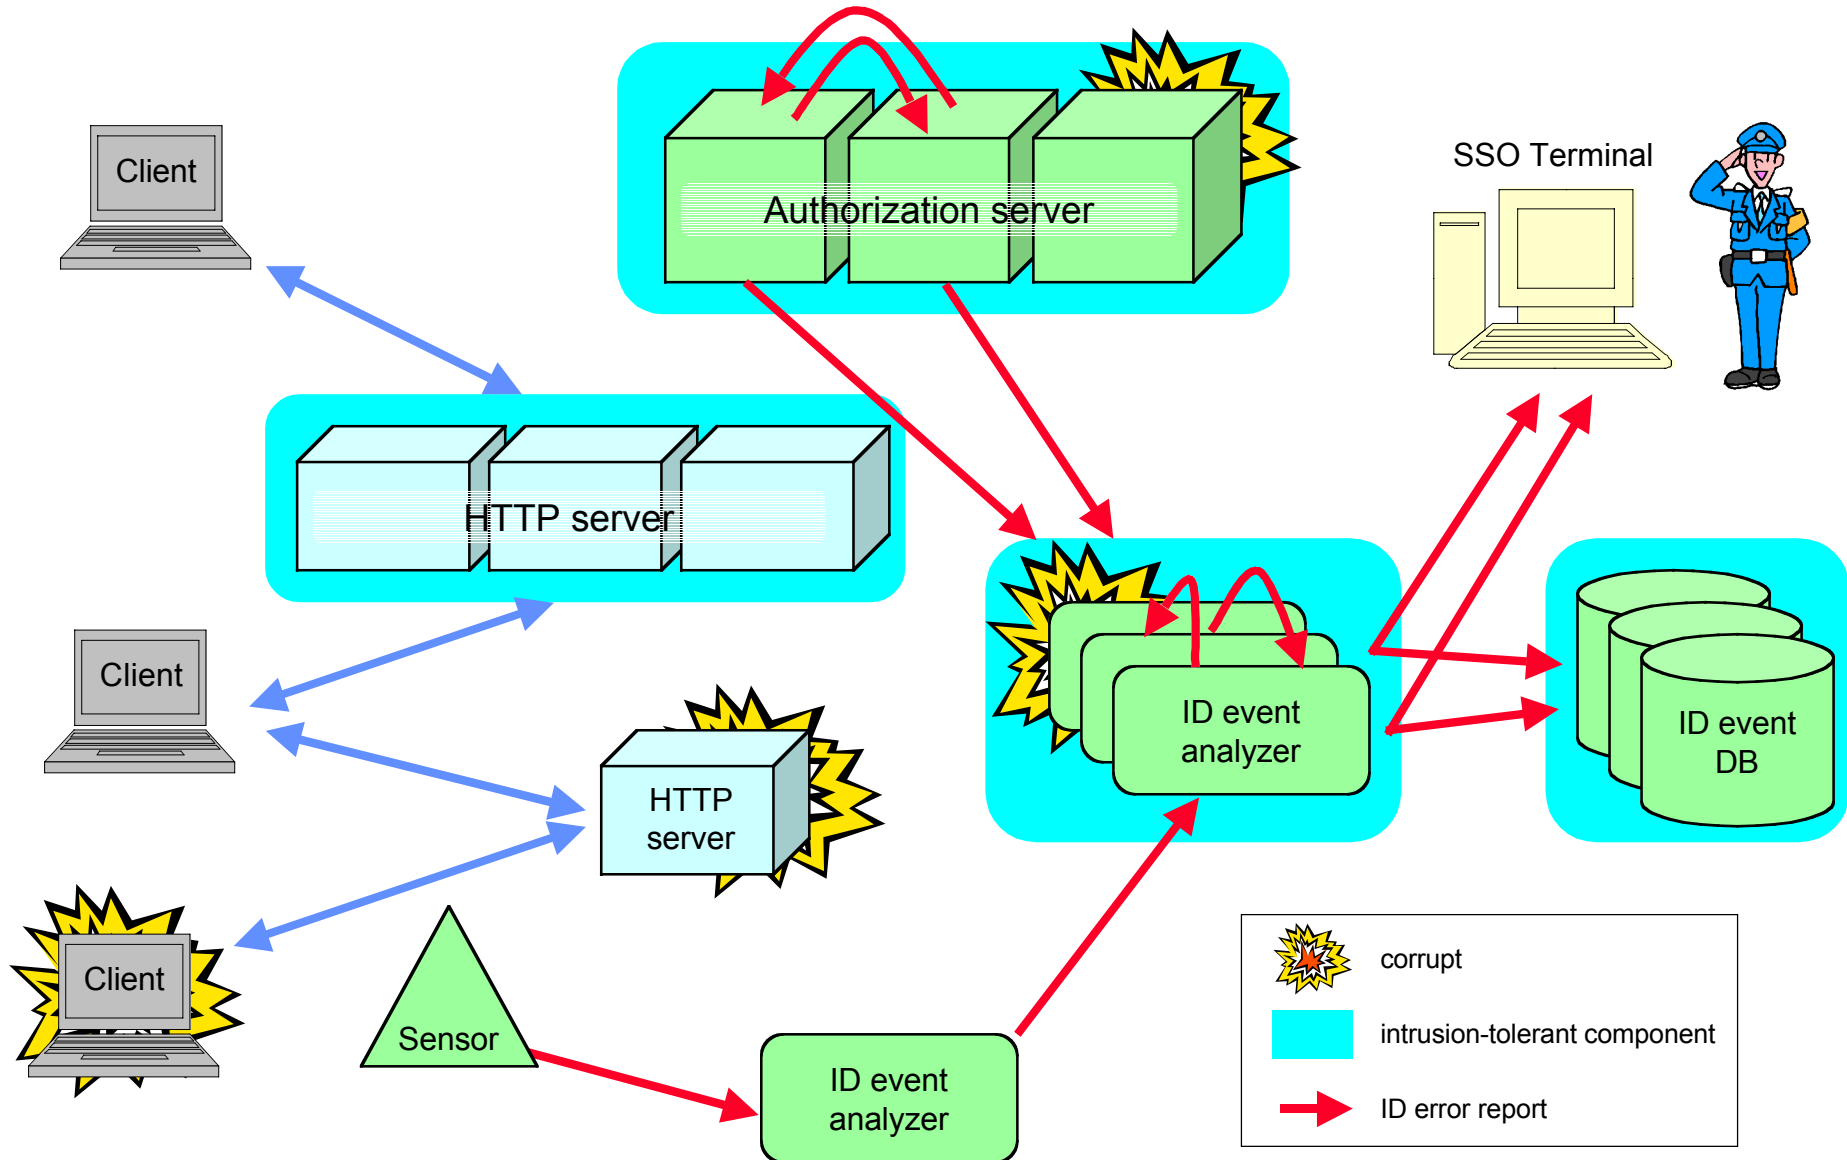 Client
Authorization server
SSO Terminal
HTTP server
Client
HTTP
server
ID event
analyzer
ID event
DB
Client
Sensor
ID event
analyzer
corrupt
intrusion-tolerant component
ID error report